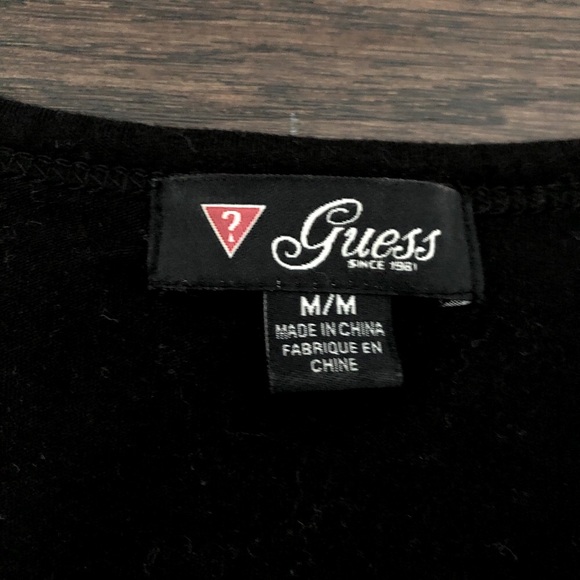 ?
Guess
SINCE 1981
M/M
MADE IN CHINA
FABRIQUE EN
CHINE